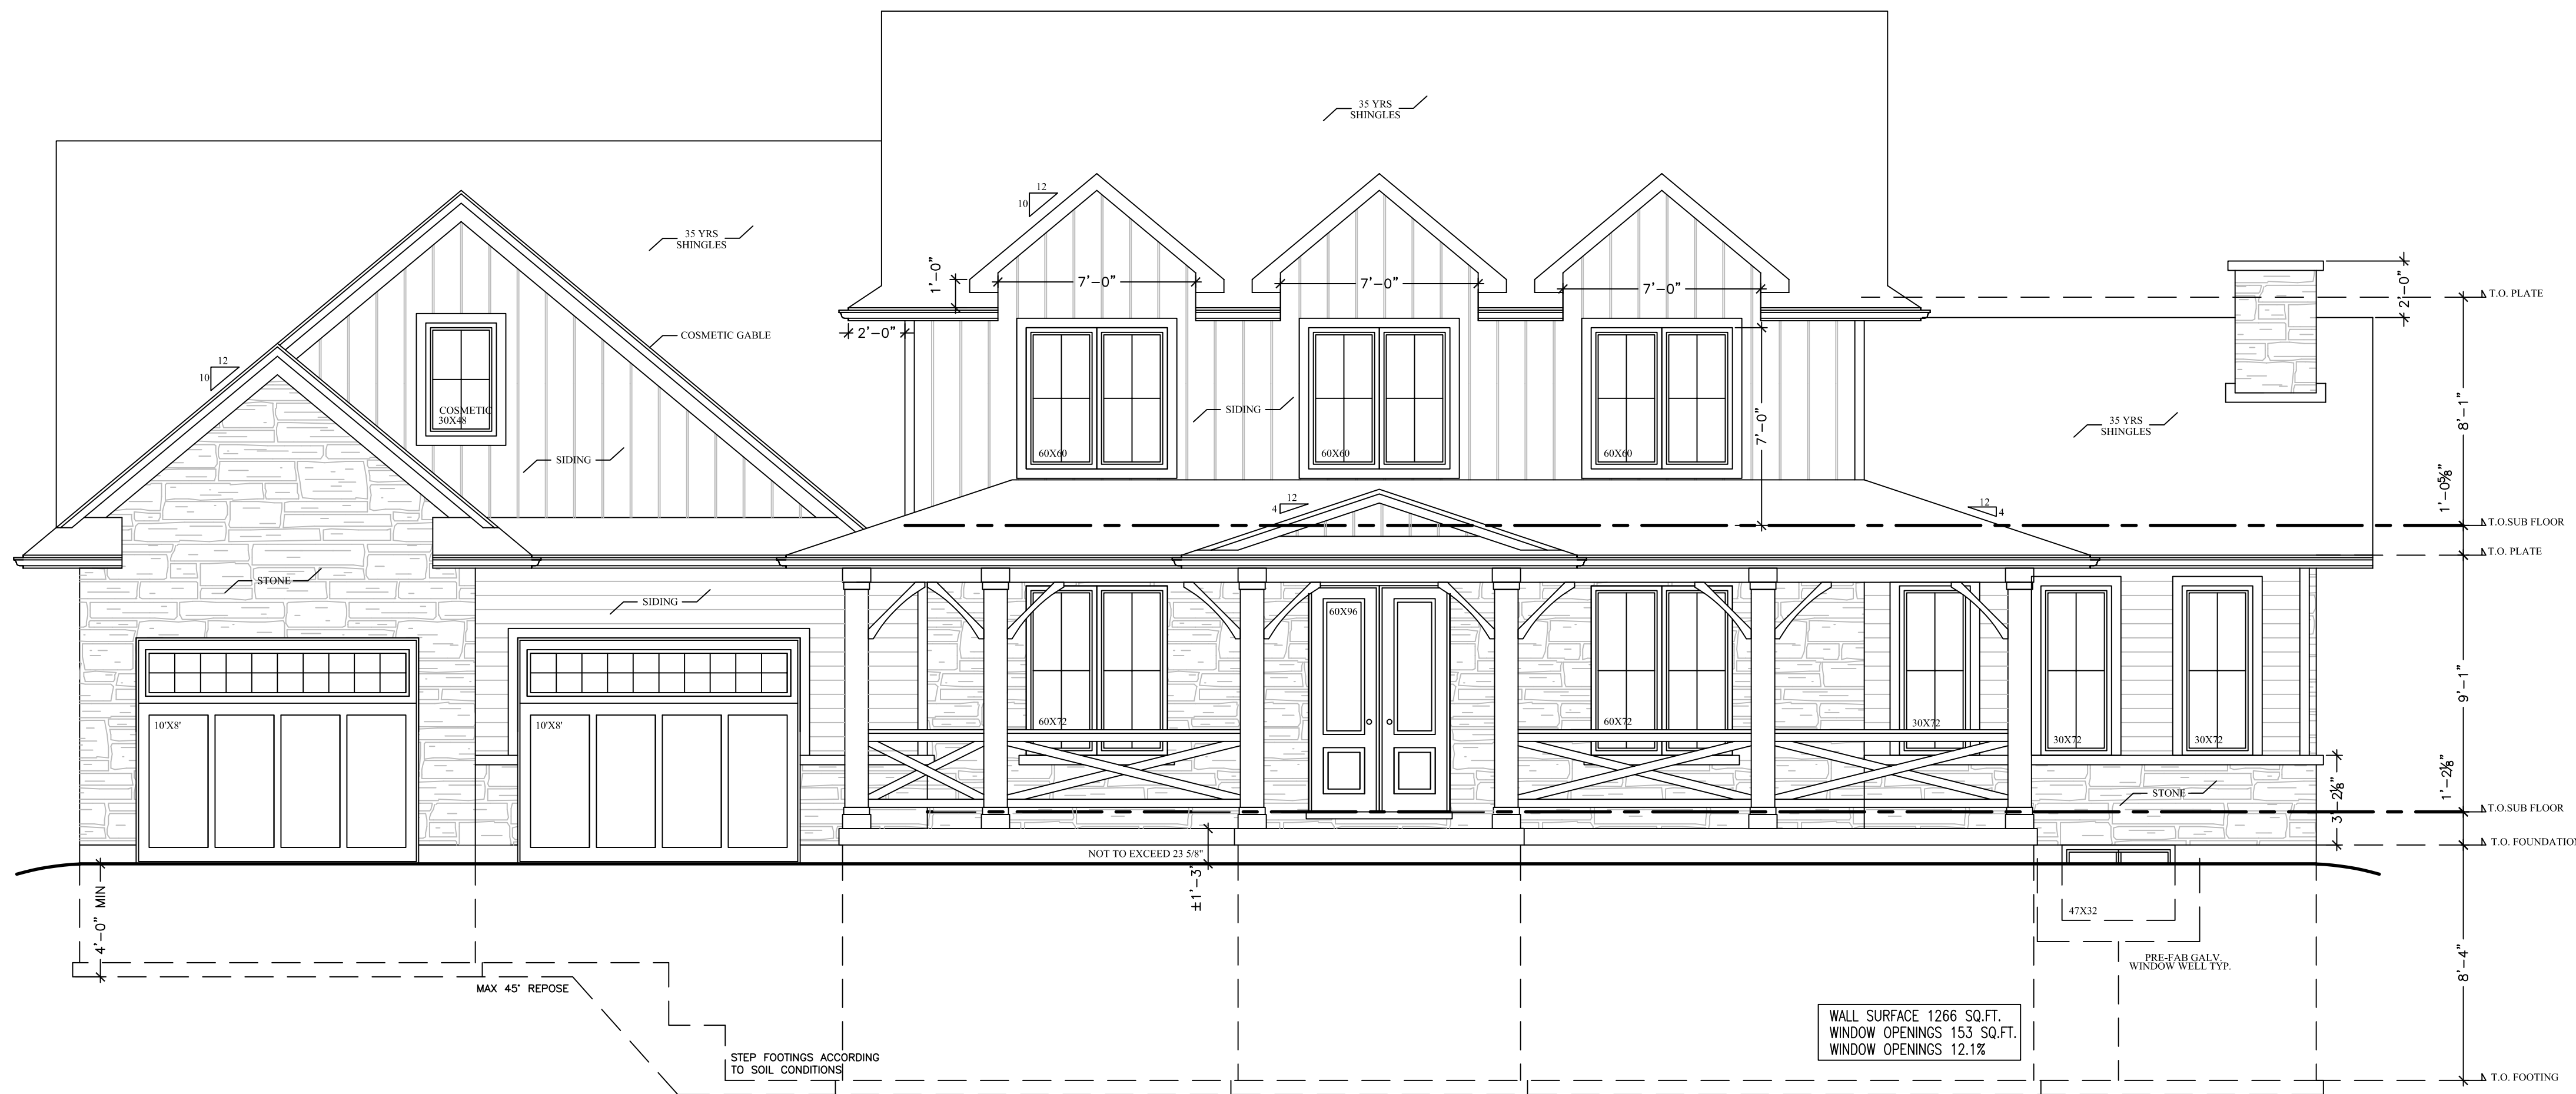 35 YRS
SHINGLES
12
10
35 YRS
SHINGLES
1'-0"
7'-0"
7'-0"
7'-0"
2'-0"
T.O. PLATE
COSMETIC GABLE
2'-0"
12
10
COSMETIC
30X48
SIDING
SIDING
60X60
60X60
60X60
7'-0"
35 YRS
SHINGLES
8'-1"
12
4
12
4
1'-0⅝"
T.O.SUB FLOOR
T.O. PLATE
STONE
SIDING
60X96
10'X8'
10'X8'
60X72
60X72
30X72
30X72
30X72
9'-1"
1'-2⅛"
3'-2⅛"
STONE
T.O.SUB FLOOR
T.O. FOUNDATION
NOT TO EXCEED 23 5/8"
±1'-3"
4'-0" MIN
47X32
PRE-FAB GALV.
WINDOW WELL TYP.
8'-4"
MAX 45° REPOSE
STEP FOOTINGS ACCORDING
TO SOIL CONDITIONS
WALL SURFACE 1266 SQ.FT.
WINDOW OPENINGS 153 SQ.FT.
WINDOW OPENINGS 12.1%
T.O. FOOTING